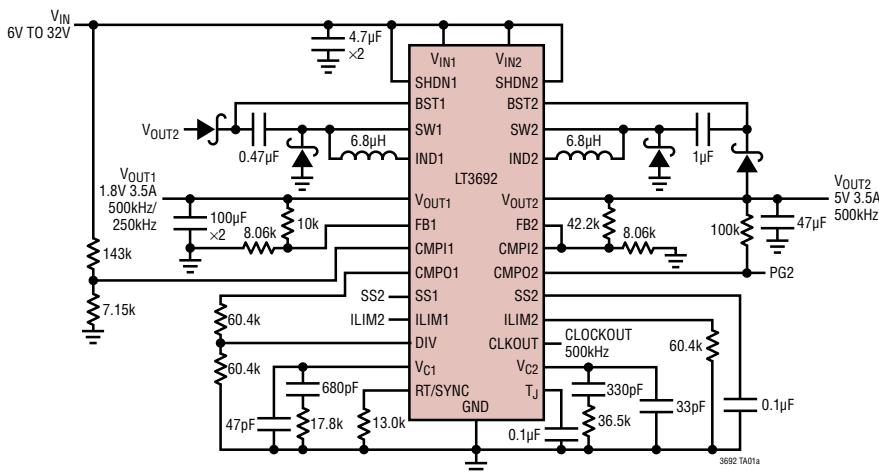 VIN
6V TO 32V
4.7µF
×2
VIN1
VIN2
SHDN1
SHDN2
BST1
BST2
VOUT2
SW1
SW2
0.47µF
6.8µH
6.8µH
1µF
IND1
IND2
LT3692
VOUT1
1.8V 3.5A
500kHz/
250kHz
VOUT1
VOUT2
VOUT2
5V 3.5A
500kHz
100µF
×2
8.06k
10k
42.2k
8.06k
100k
47µF
FB1
FB2
143k
CMPI1
CMPI2
CMPO1
CMPO2
PG2
7.15k
SS2
SS1
SS2
60.4k
ILIM2
ILIM1
ILIM2
DIV
CLKOUT
CLOCKOUT
500kHz
60.4k
60.4k
VC1
VC2
680pF
330pF
RT/SYNC
TJ
47pF
17.8k
13.0k
GND
0.1µF
36.5k
33pF
0.1µF
3692 TA01a